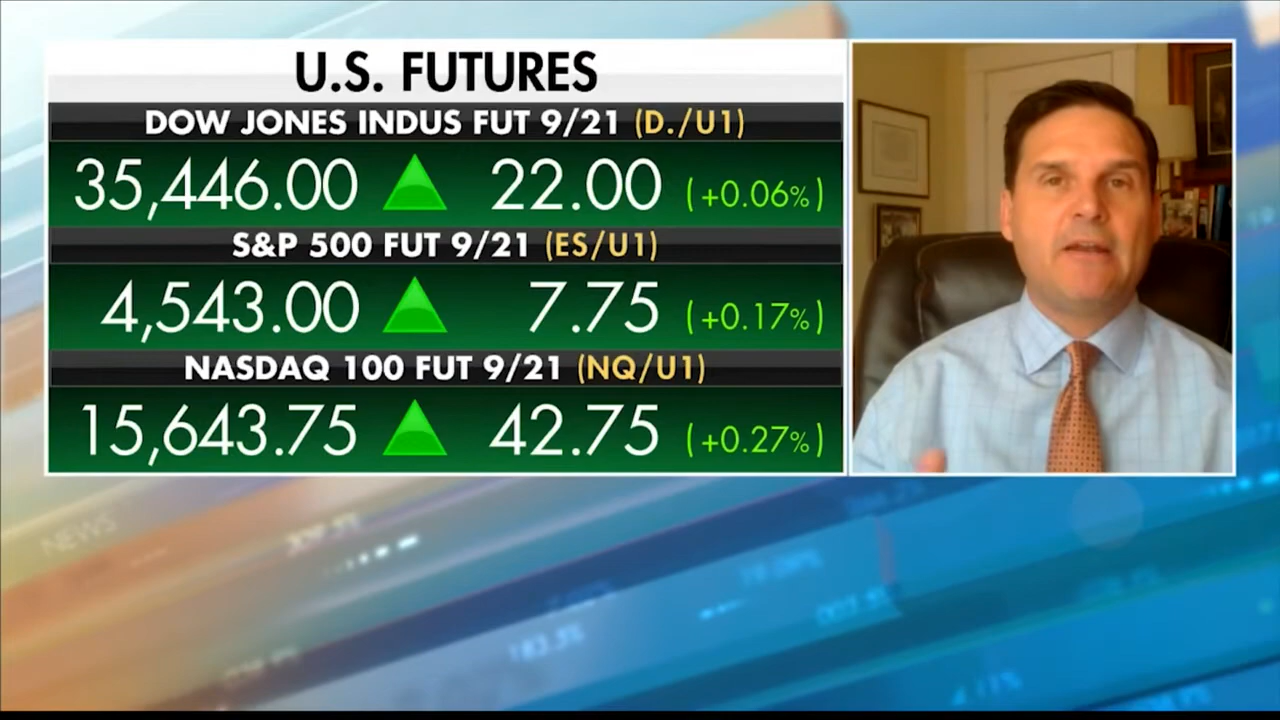 U.S. FUTURES
DOW JONES INDUS FUT 9/21 (D./U1)
35,446.00 22.00 (+0.06%)
S&P 500 FUT 9/21 (ES/U1)
4,543.00 7.75 (+0.17%)
NASDAQ 100 FUT 9/21 (NQ/U1)
15,643.75 42.75 (+0.27%)
NEWS